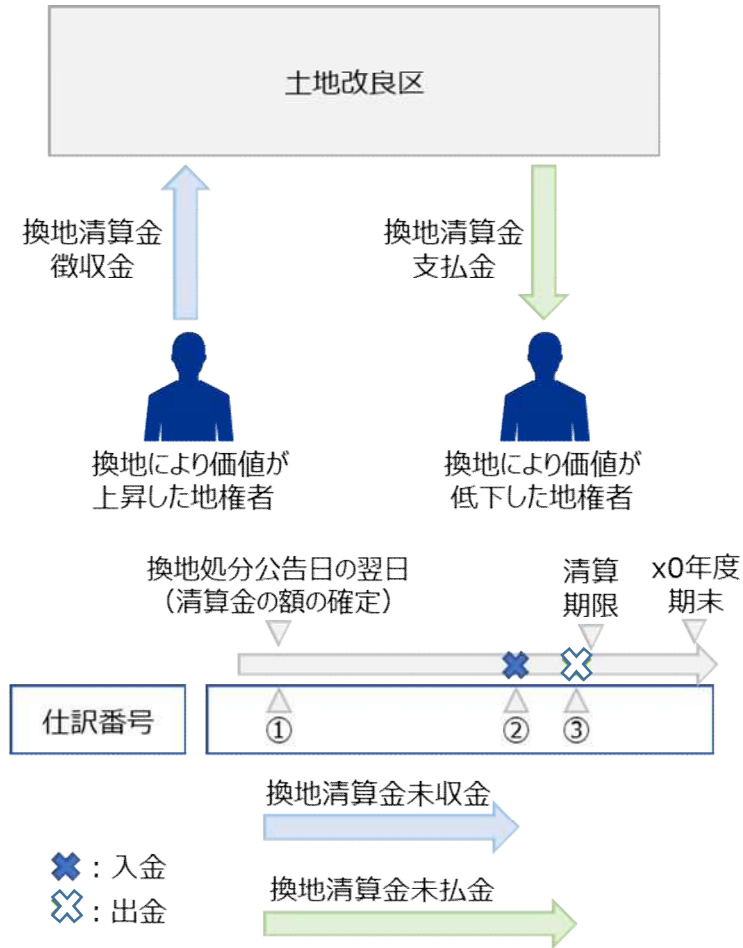 土地改良区
換地清算金
徴収金
換地清算金
支払金
換地により価値が
上昇した地権者
換地により価値が
低下した地権者
換地処分公告日の翌日
（清算金の額の確定）
清算
期限
x0年度
期末
仕訳番号
①
②
③
換地清算金未収金
：入金
換地清算金未払金
：出金